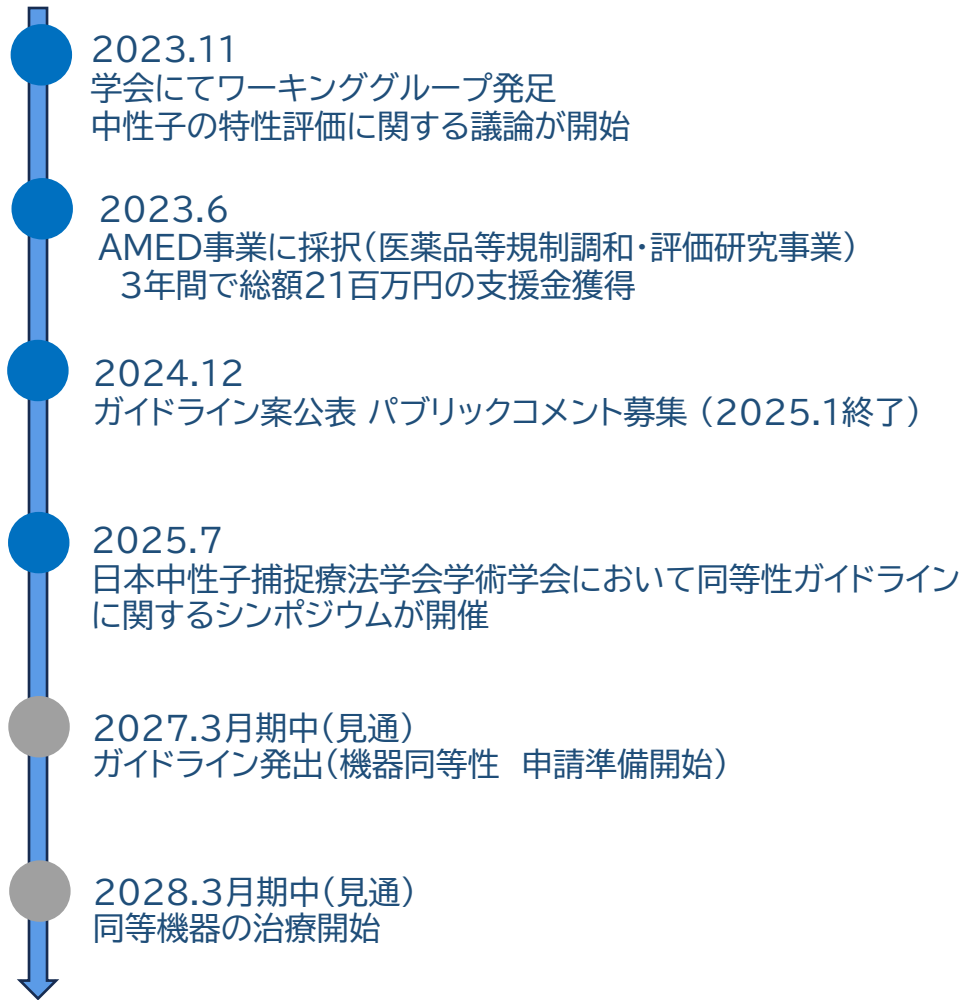 2023.11
学会にてワーキンググループ発足
中性子の特性評価に関する議論が開始
2023.6
AMED事業に採択(医薬品等規制調和・評価研究事業)
3年間で総額21百万円の支援金獲得
2024.12
ガイドライン案公表 パブリックコメント募集 (2025.1終了)
2025.7
日本中性子捕捉療法学会学術学会において同等性ガイドライン
に関するシンポジウムが開催
2027.3月期中(見通)
ガイドライン発出(機器同等性 申請準備開始)
2028.3月期中(見通)
同等機器の治療開始